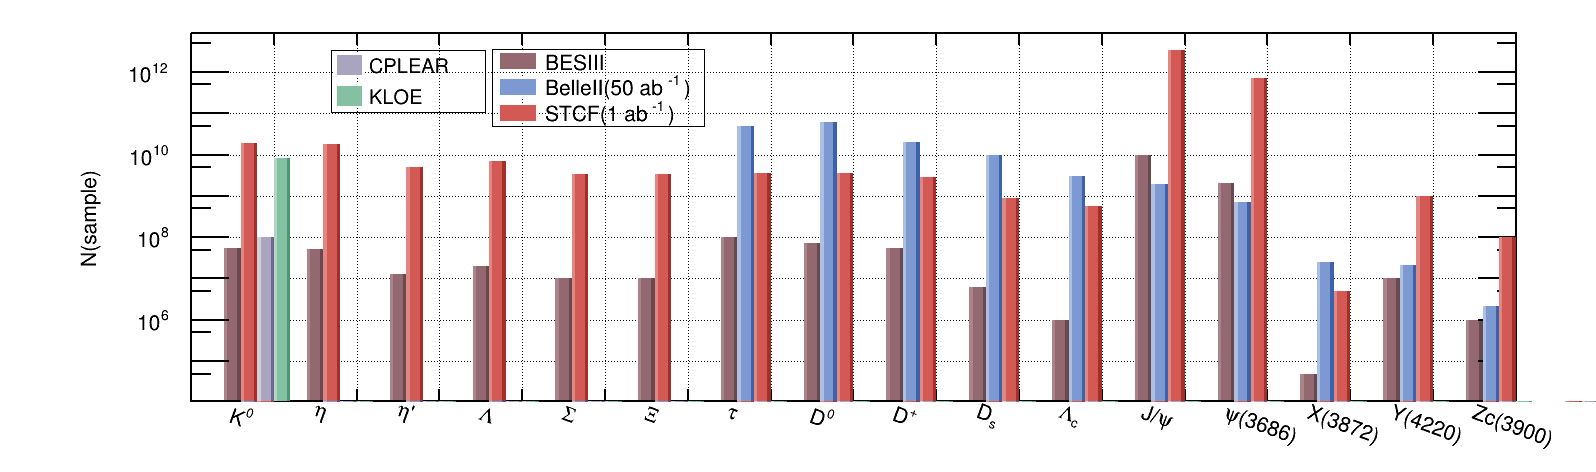 CPLEAR
KLOE
BESIII
BelleII(50 ab⁻¹)
STCF(1 ab⁻¹)
N(sample)
10¹²
10¹⁰
10⁸
10⁶
K⁰ η η′ Λ Σ Ξ τ D⁰ D⁺ Dₛ Λ_c J/ψ ψ(3686) X(3872) Y(4220) Zc(3900)